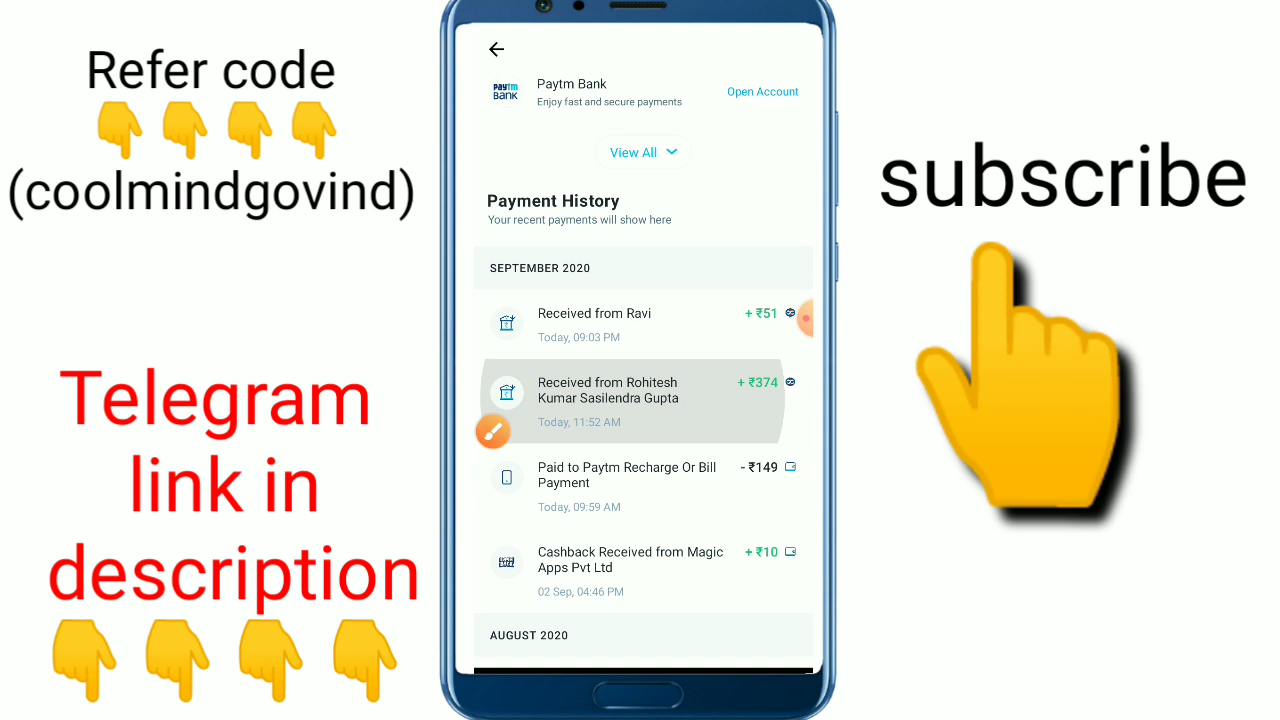 Refer code
(coolmindgovind)
Telegram
link in
description
Paytm
BANK
Paytm Bank
Enjoy fast and secure payments
Open Account
View All
Payment History
Your recent payments will show here
SEPTEMBER 2020
Received from Ravi
+ ₹51
Today, 09:03 PM
Received from Rohitesh
Kumar Sasilendra Gupta
+ ₹374
Today, 11:52 AM
Paid to Paytm Recharge Or Bill
Payment
- ₹149
Today, 09:59 AM
Cashback Received from Magic
Apps Pvt Ltd
+ ₹10
02 Sep, 04:46 PM
AUGUST 2020
subscribe